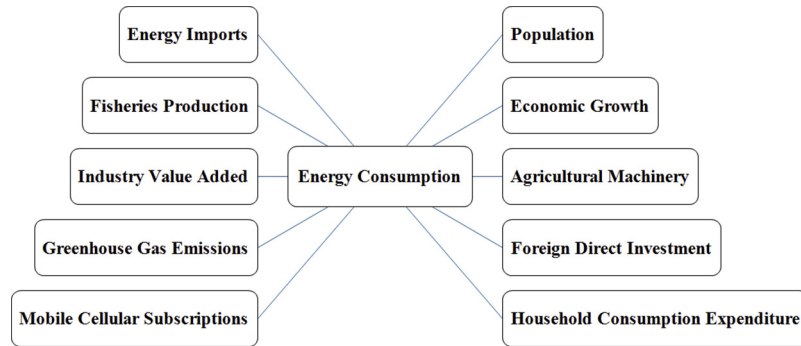 Energy Imports
Population
Fisheries Production
Economic Growth
Industry Value Added
Energy Consumption
Agricultural Machinery
Greenhouse Gas Emissions
Foreign Direct Investment
Mobile Cellular Subscriptions
Household Consumption Expenditure